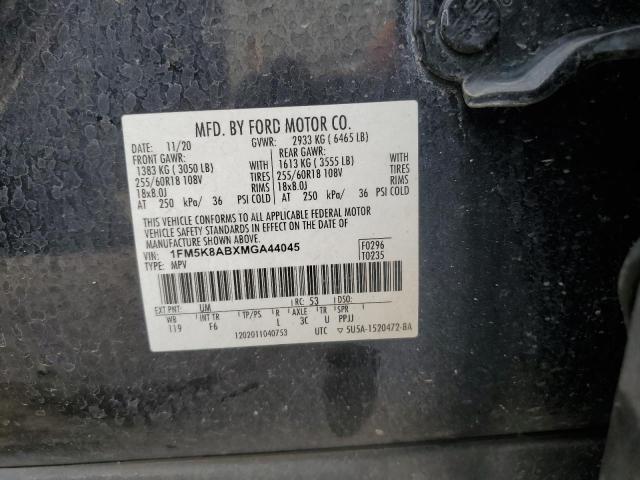 MFD. BY FORD MOTOR CO.
DATE: 11/20 GVWR: 2933 KG ( 6465 LB)
FRONT GAWR: REAR GAWR:
1383 KG ( 3050 LB) WITH 1613 KG ( 3555 LB) WITH
255/60R18 108V TIRES 255/60R18 108V TIRES
18x8.0J RIMS 18x8.0J RIMS
AT 250 kPa/ 36 PSI COLD AT 250 kPa/ 36 PSI COLD
THIS VEHICLE CONFORMS TO ALL APPLICABLE FEDERAL MOTOR
VEHICLE SAFETY STANDARDS IN EFFECT ON THE DATE OF
MANUFACTURE SHOWN ABOVE.
VIN: 1FM5K8ABXMGA44045 F0296
TYPE: MPV T0235
EXT PNT: UM RC: 53 DSO:
WB INT TR TP/PS R AXLE TR SPR
119 F6 L 3C U PPJJ
1202011040753 UTC ▽ 5U5A-1520472-BA